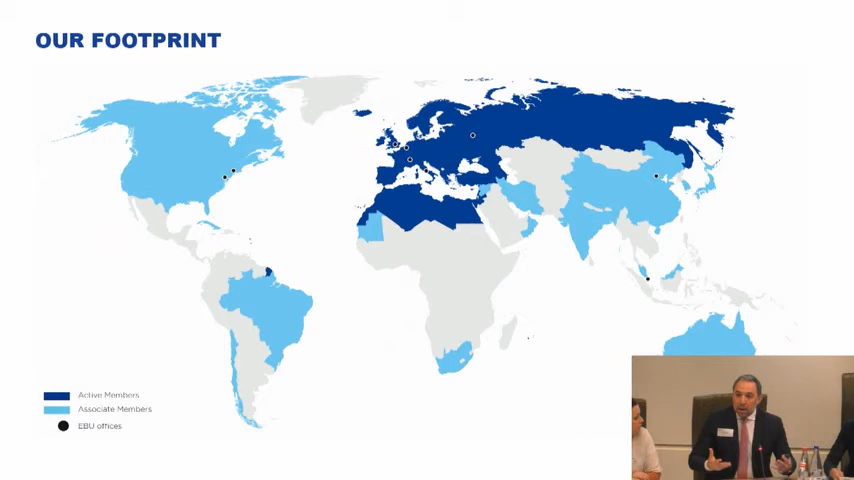 OUR FOOTPRINT
Active Members
Associate Members
EBU offices